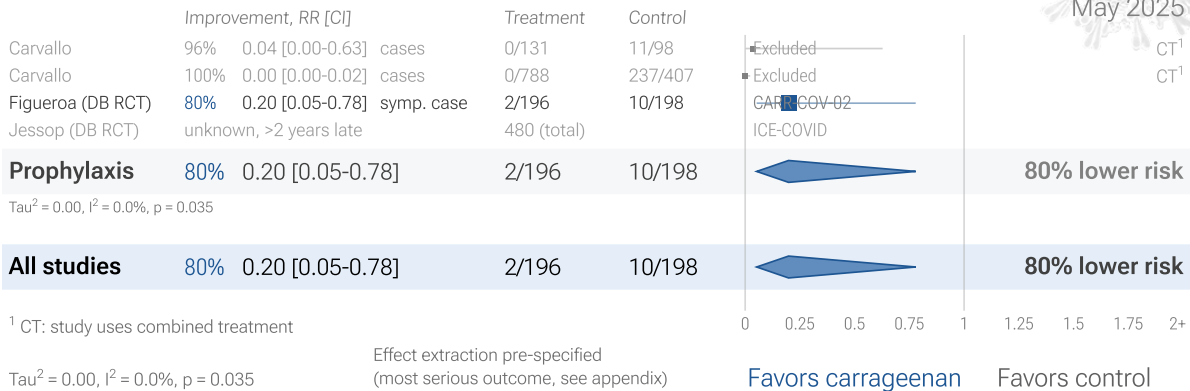 May 2025
Improvement, RR [CI] Treatment Control
Carvallo 96% 0.04 [0.00-0.63] cases 0/131 11/98 Excluded CT1
Carvallo 100% 0.00 [0.00-0.02] cases 0/788 237/407 Excluded CT1
Figueroa (DB RCT) 80% 0.20 [0.05-0.78] symp. case 2/196 10/198 CARR-COV-02
Jessop (DB RCT) unknown, >2 years late 480 (total) ICE-COVID
Prophylaxis 80% 0.20 [0.05-0.78] 2/196 10/198 80% lower risk
Tau2 = 0.00, I2 = 0.0%, p = 0.035
All studies 80% 0.20 [0.05-0.78] 2/196 10/198 80% lower risk
0 0.25 0.5 0.75 1 1.25 1.5 1.75 2+
1 CT: study uses combined treatment
Effect extraction pre-specified
Tau2 = 0.00, I2 = 0.0%, p = 0.035 (most serious outcome, see appendix) Favors carrageenan Favors control